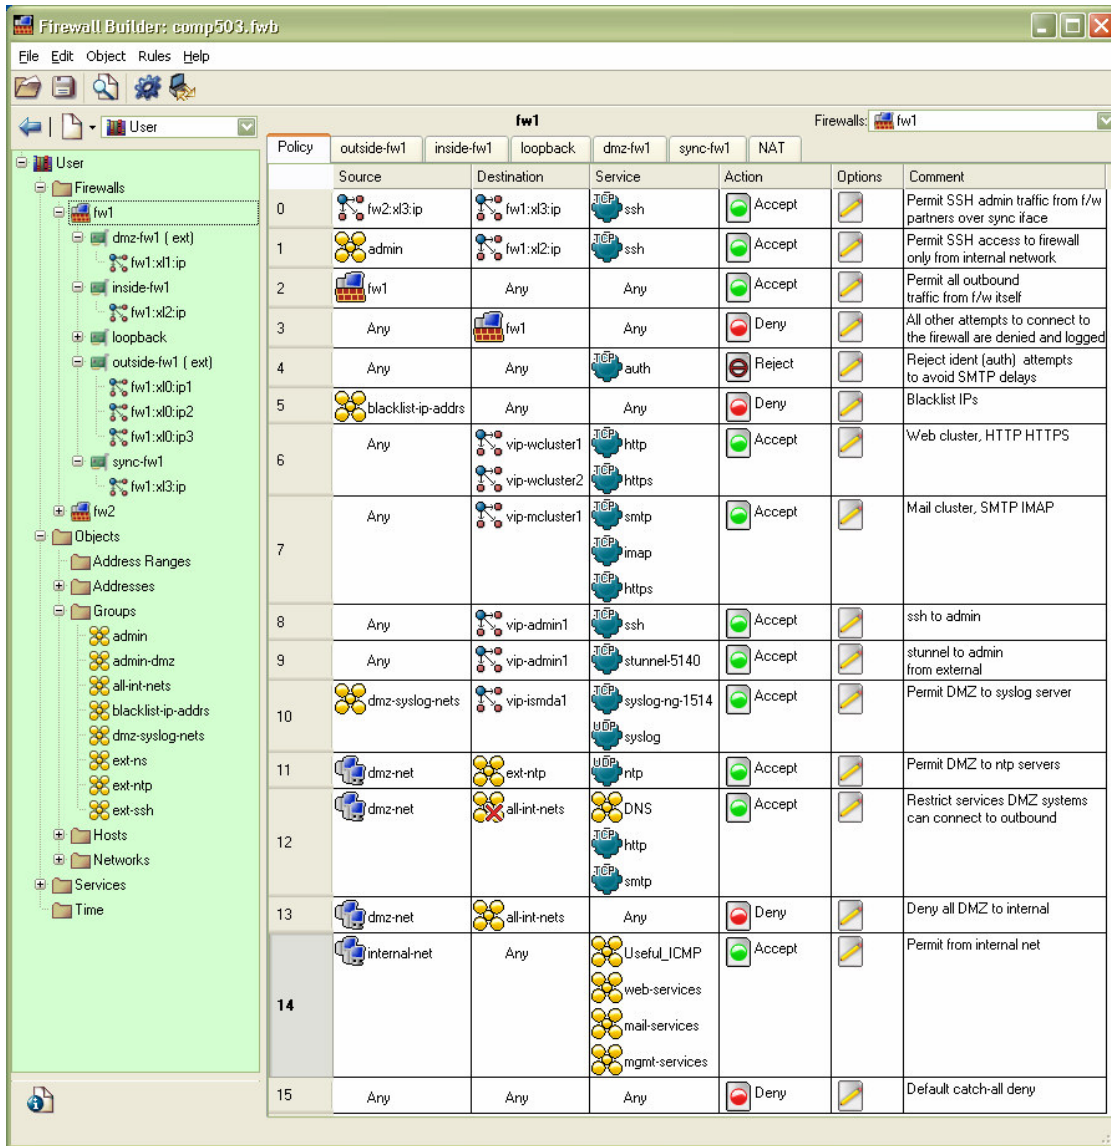 Firewall Builder: comp503.fwb
File Edit Object Rules Help
User
fw1
Firewalls: fw1
Policy outside-fw1 inside-fw1 loopback dmz-fw1 sync-fw1 NAT
User
Firewalls
fw1
dmz-fw1 ( ext)
fw1:xl1:ip
inside-fw1
fw1:xl2:ip
loopback
outside-fw1 ( ext)
fw1:xl0:ip1
fw1:xl0:ip2
fw1:xl0:ip3
sync-fw1
fw1:xl3:ip
fw2
Objects
Address Ranges
Addresses
Groups
admin
admin-dmz
all-int-nets
blacklist-ip-addrs
dmz-syslog-nets
ext-ns
ext-ntp
ext-ssh
Hosts
Networks
Services
Time
Source Destination Service Action Options Comment
0 fw2:xl3:ip fw1:xl3:ip TCP ssh Accept Permit SSH admin traffic from f/w
partners over sync iface
1 admin fw1:xl2:ip TCP ssh Accept Permit SSH access to firewall
only from internal network
2 fw1 Any Any Accept Permit all outbound
traffic from f/w itself
3 Any fw1 Any Deny All other attempts to connect to
the firewall are denied and logged
4 Any Any TCP auth Reject Reject ident (auth) attempts
to avoid SMTP delays
5 blacklist-ip-addrs Any Any Deny Blacklist IPs
6 Any vip-wcluster1 TCP http Accept Web cluster, HTTP HTTPS
vip-wcluster2 TCP https
7 Any vip-mcluster1 TCP smtp Accept Mail cluster, SMTP IMAP
TCP imap
TCP https
8 Any vip-admin1 TCP ssh Accept ssh to admin
9 Any vip-admin1 TCP stunnel-5140 Accept stunnel to admin
from external
10 dmz-syslog-nets vip-ismda1 TCP syslog-ng-1514 Accept Permit DMZ to syslog server
UDP syslog
11 dmz-net ext-ntp UDP ntp Accept Permit DMZ to ntp servers
12 dmz-net all-int-nets DNS Accept Restrict services DMZ systems
can connect to outbound
TCP http
TCP smtp
13 dmz-net all-int-nets Any Deny Deny all DMZ to internal
14 internal-net Any Useful_ICMP Accept Permit from internal net
web-services
mail-services
mgmt-services
15 Any Any Any Deny Default catch-all deny